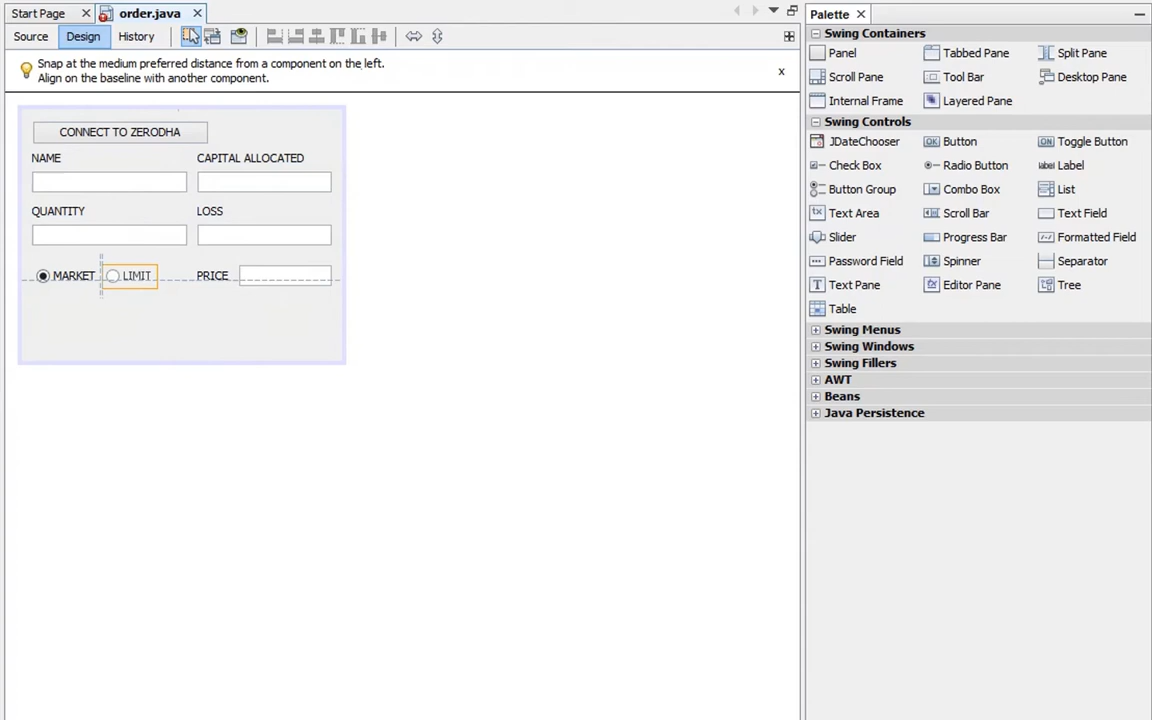 Start Page
order.java
Palette
Source
Design
History
Snap at the medium preferred distance from a component on the left.
Align on the baseline with another component.
x
CONNECT TO ZERODHA
NAME
CAPITAL ALLOCATED
QUANTITY
LOSS
MARKET
LIMIT
PRICE
Swing Containers
Panel
Tabbed Pane
Split Pane
Scroll Pane
Tool Bar
Desktop Pane
Internal Frame
Layered Pane
Swing Controls
JDateChooser
OK Button
ON Toggle Button
Check Box
Radio Button
label Label
Button Group
Combo Box
List
Text Area
Scroll Bar
Text Field
Slider
Progress Bar
Formatted Field
Password Field
Spinner
Separator
T Text Pane
Editor Pane
Tree
Table
Swing Menus
Swing Windows
Swing Fillers
AWT
Beans
Java Persistence